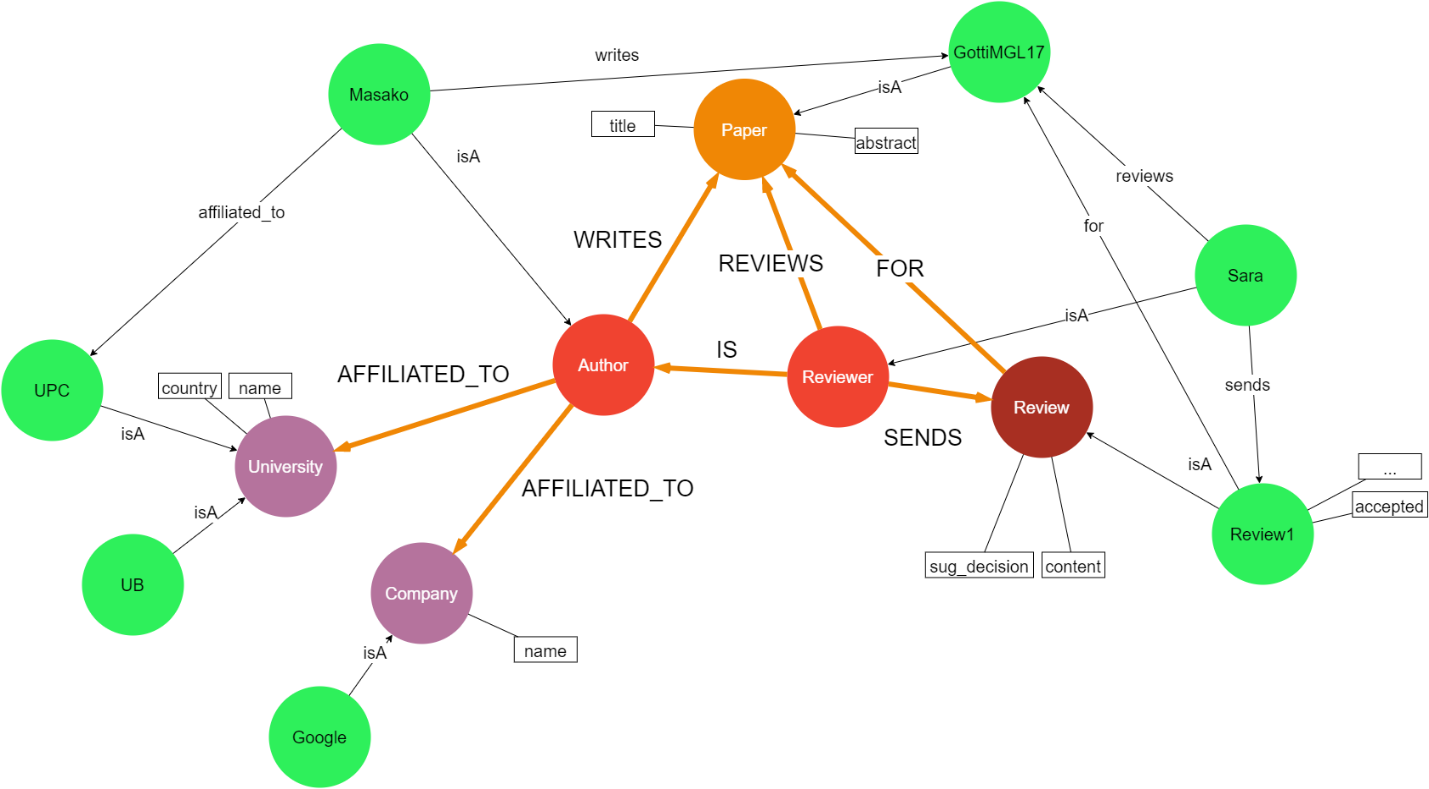 GottiMGL17
writes
Masako
isA
title
Paper
abstract
isA
reviews
affiliated_to
for
WRITES
REVIEWS
FOR
Sara
isA
IS
Author
AFFILIATED_TO
Reviewer
UPC
country
name
sends
Review
isA
SENDS
University
isA
...
AFFILIATED_TO
accepted
isA
Review1
sug_decision
content
UB
Company
name
isA
Google